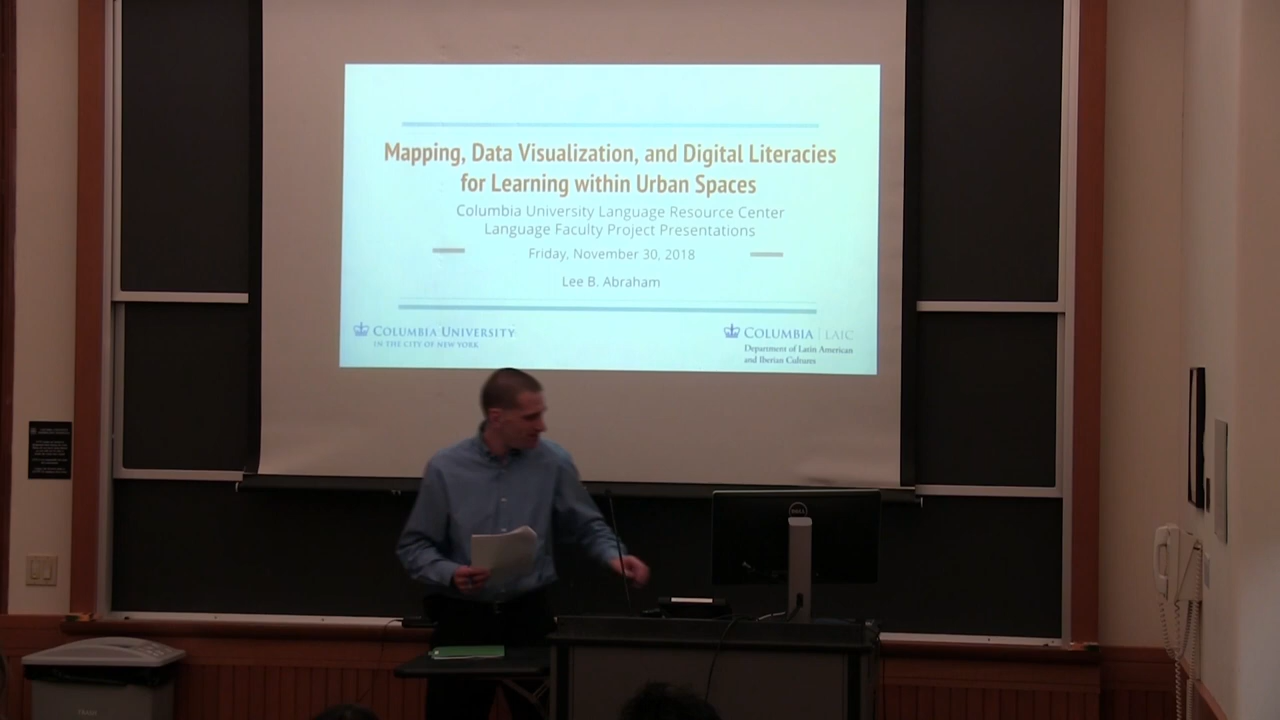 Mapping, Data Visualization, and Digital Literacies
for Learning within Urban Spaces
Columbia University Language Resource Center
Language Faculty Project Presentations
Friday, November 30, 2018
Lee B. Abraham
COLUMBIA UNIVERSITY
IN THE CITY OF NEW YORK
COLUMBIA | LAIC
Department of Latin American
and Iberian Cultures
DELL